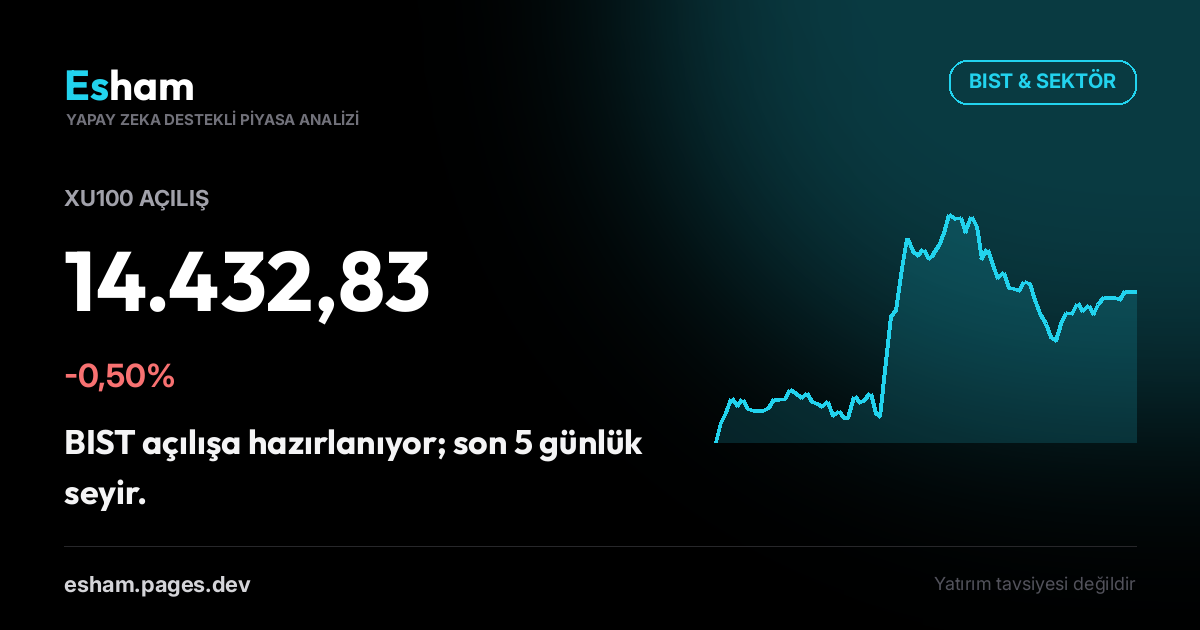 Esham
YAPAY ZEKA DESTEKLİ PİYASA ANALİZİ
BIST & SEKTÖR
XU100 AÇILIŞ
14.432,83
-0,50%
BIST açılışa hazırlanıyor; son 5 günlük
seyir.
esham.pages.dev
Yatırım tavsiyesi değildir